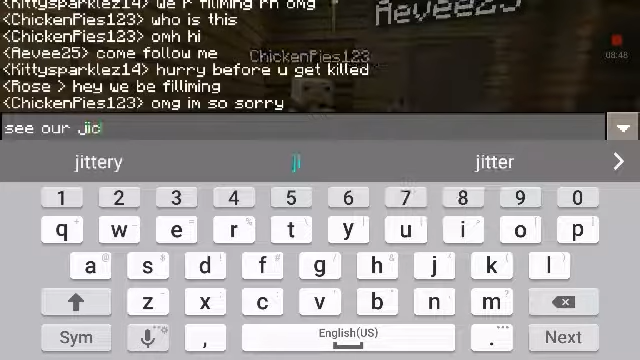 <Kittysparklez14> we r filming rn omg
<ChickenPies123> who is this
<ChickenPies123> omh hi
<Aevee25> come follow me
<Kittysparklez14> hurry before u get killed
<Rose > hey we be fillming
<ChickenPies123> omg im so sorry
Aevee25
ChickenPies123
08:48
see our jic
jittery ji jitter
1 2 3 4 5 6 7 8 9 0
q w e r t y u i o p
a s d f g h j k l
z x c v b n m
Sym , English(US) . Next